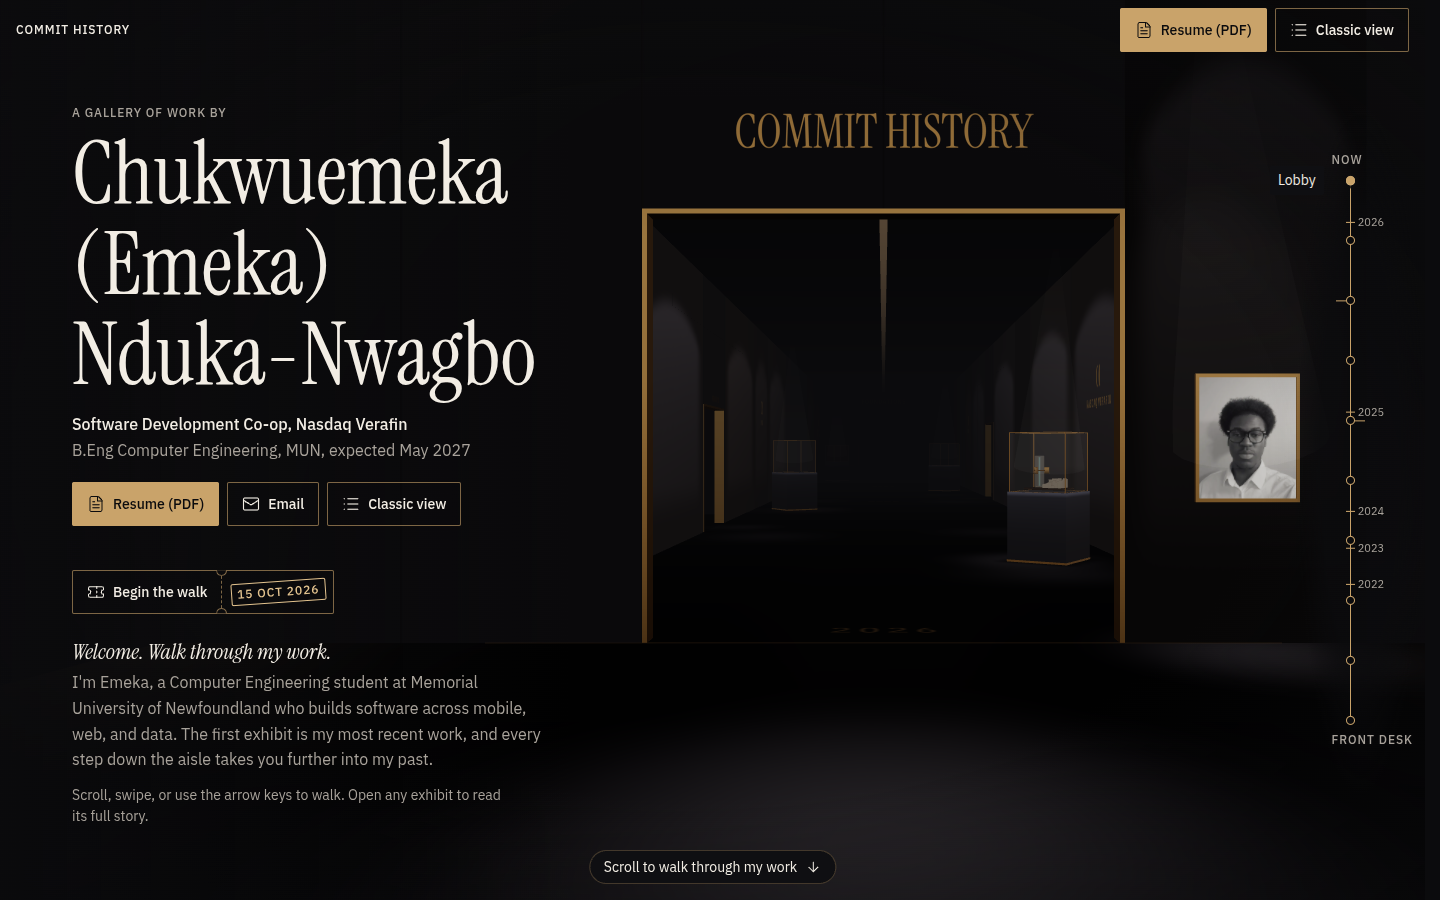 COMMIT HISTORY
Resume (PDF)
Classic view
A GALLERY OF WORK BY
Chukwuemeka
(Emeka)
Nduka-Nwagbo
Software Development Co-op, Nasdaq Verafin
B.Eng Computer Engineering, MUN, expected May 2027
Resume (PDF)
Email
Classic view
Begin the walk
15 OCT 2026
Welcome. Walk through my work.
I'm Emeka, a Computer Engineering student at Memorial
University of Newfoundland who builds software across mobile,
web, and data. The first exhibit is my most recent work, and every
step down the aisle takes you further into my past.
Scroll, swipe, or use the arrow keys to walk. Open any exhibit to read
its full story.
COMMIT HISTORY
2026
NOW
Lobby
2026
2025
2024
2023
2022
FRONT DESK
Scroll to walk through my work